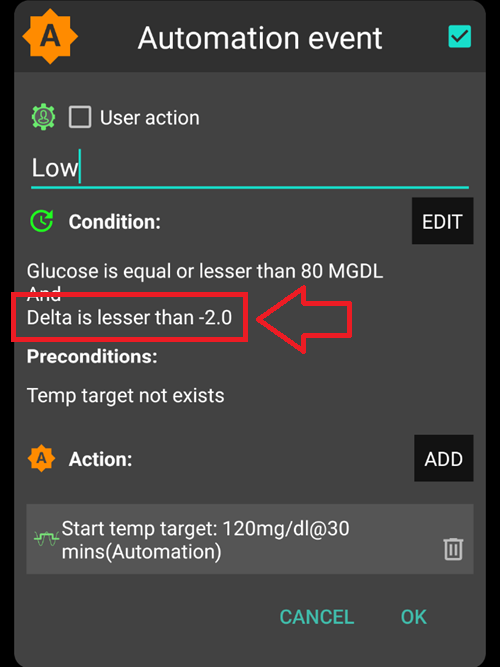 A
Automation event
User action
Low
Condition:
EDIT
Glucose is equal or lesser than 80 MGDL
And
Delta is lesser than -2.0
Preconditions:
Temp target not exists
A
Action:
ADD
Start temp target: 120mg/dl@30
mins(Automation)
CANCEL
OK